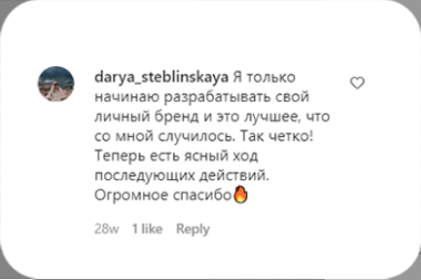 darya_steblinskaya Я только
начинаю разрабатывать свой
личный бренд и это лучшее, что
со мной случилось. Так четко!
Теперь есть ясный ход
последующих действий.
Огромное спасибо🔥
28w 1 like Reply